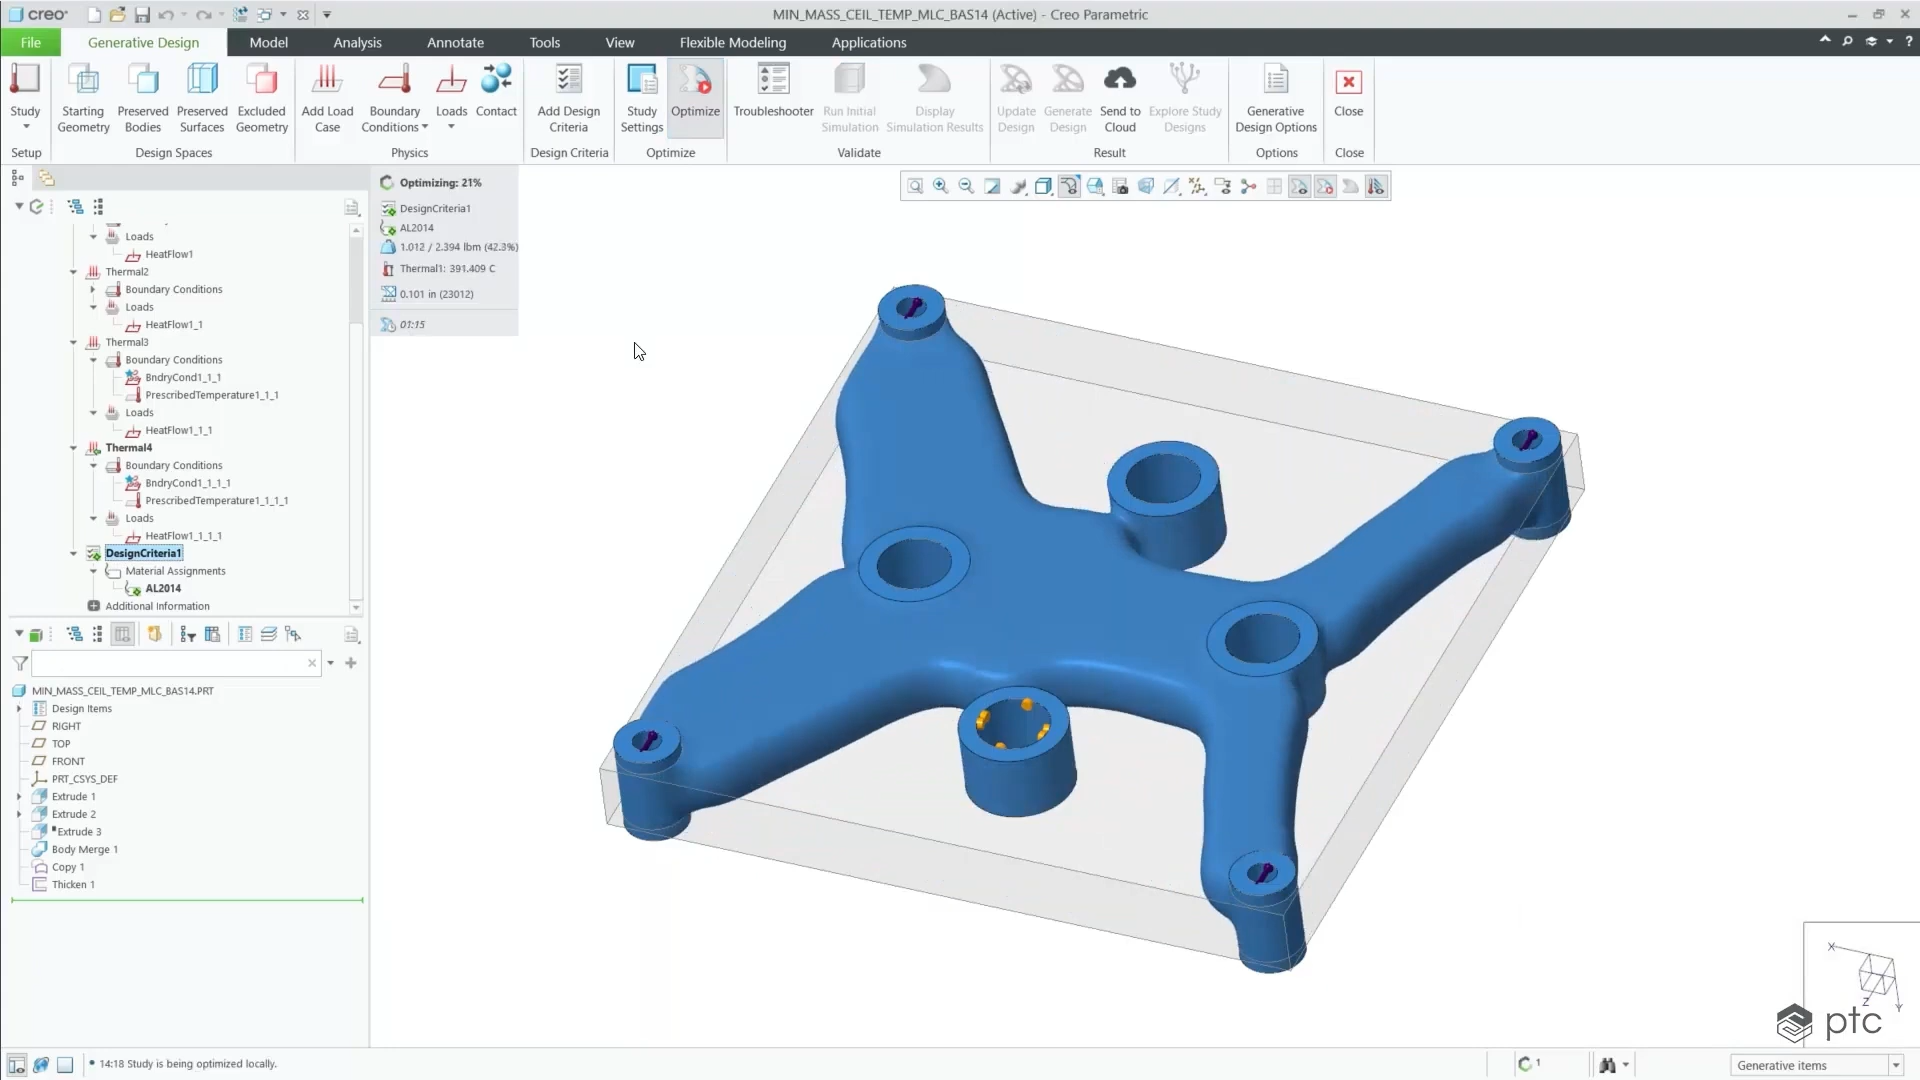 creo
MIN_MASS_CEIL_TEMP_MLC_BAS14 (Active) - Creo Parametric
File
Generative Design
Model
Analysis
Annotate
Tools
View
Flexible Modeling
Applications
?
Study
Starting Geometry
Preserved Bodies
Preserved Surfaces
Excluded Geometry
Add Load Case
Boundary Conditions
Loads
Contact
Add Design Criteria
Study Settings
Optimize
Troubleshooter
Run Initial Simulation
Display Simulation Results
Update Design
Generate Design
Send to Cloud
Explore Study Designs
Generative Design Options
Close
Setup
Design Spaces
Physics
Design Criteria
Optimize
Validate
Result
Options
Close
Optimizing: 21%
DesignCriteria1
AL2014
1.012 / 2.394 lbm (42.3%)
Thermal1: 391.409 C
0.101 in (23012)
01:15
Loads
HeatFlow1
Thermal2
Boundary Conditions
Loads
HeatFlow1_1
Thermal3
Boundary Conditions
BndryCond1_1_1
PrescribedTemperature1_1_1
Loads
HeatFlow1_1_1
Thermal4
Boundary Conditions
BndryCond1_1_1_1
PrescribedTemperature1_1_1_1
Loads
HeatFlow1_1_1_1
DesignCriteria1
Material Assignments
AL2014
Additional Information
MIN_MASS_CEIL_TEMP_MLC_BAS14.PRT
Design Items
RIGHT
TOP
FRONT
PRT_CSYS_DEF
Extrude 1
Extrude 2
Extrude 3
Body Merge 1
Copy 1
Thicken 1
X
Z
Y
ptc
14:18 Study is being optimized locally.
1
Generative items